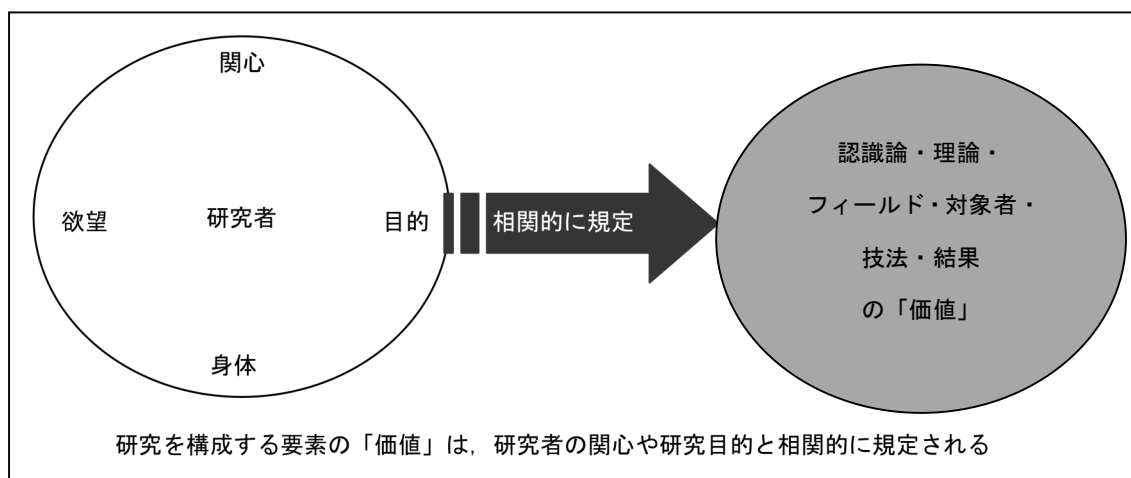 関心
欲望
研究者
目的
身体
相関的に規定
認識論・理論・
フィールド・対象者・
技法・結果
の「価値」
研究を構成する要素の「価値」は，研究者の関心や研究目的と相関的に規定される